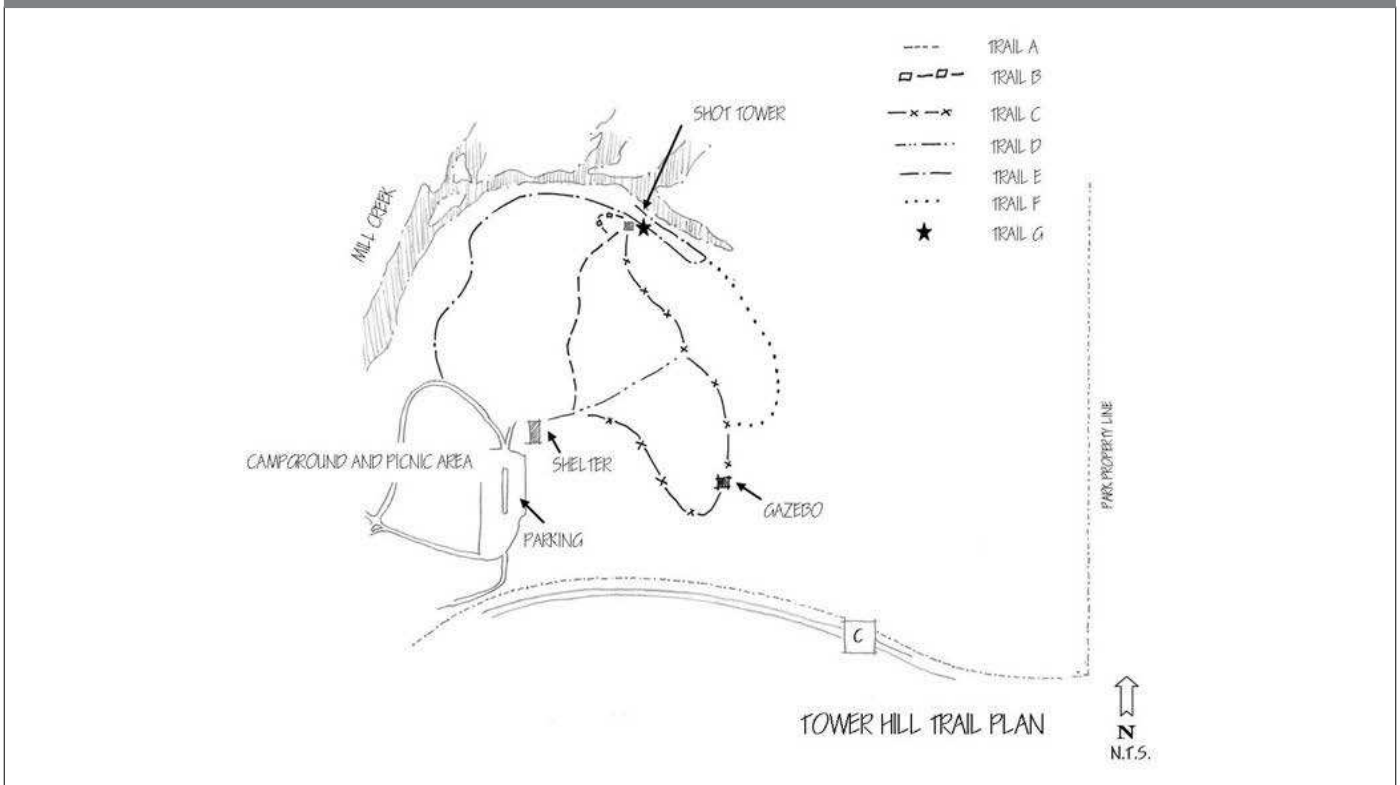 TRAIL A
TRAIL B
SHOT TOWER
TRAIL C
TRAIL D
TRAIL E
TRAIL F
TRAIL G
MILL CREEK
PARK PROPERTY LINE
CAMPGROUND AND PICNIC AREA
SHELTER
GAZEBO
PARKING
C
TOWER HILL TRAIL PLAN
N
N.T.S.